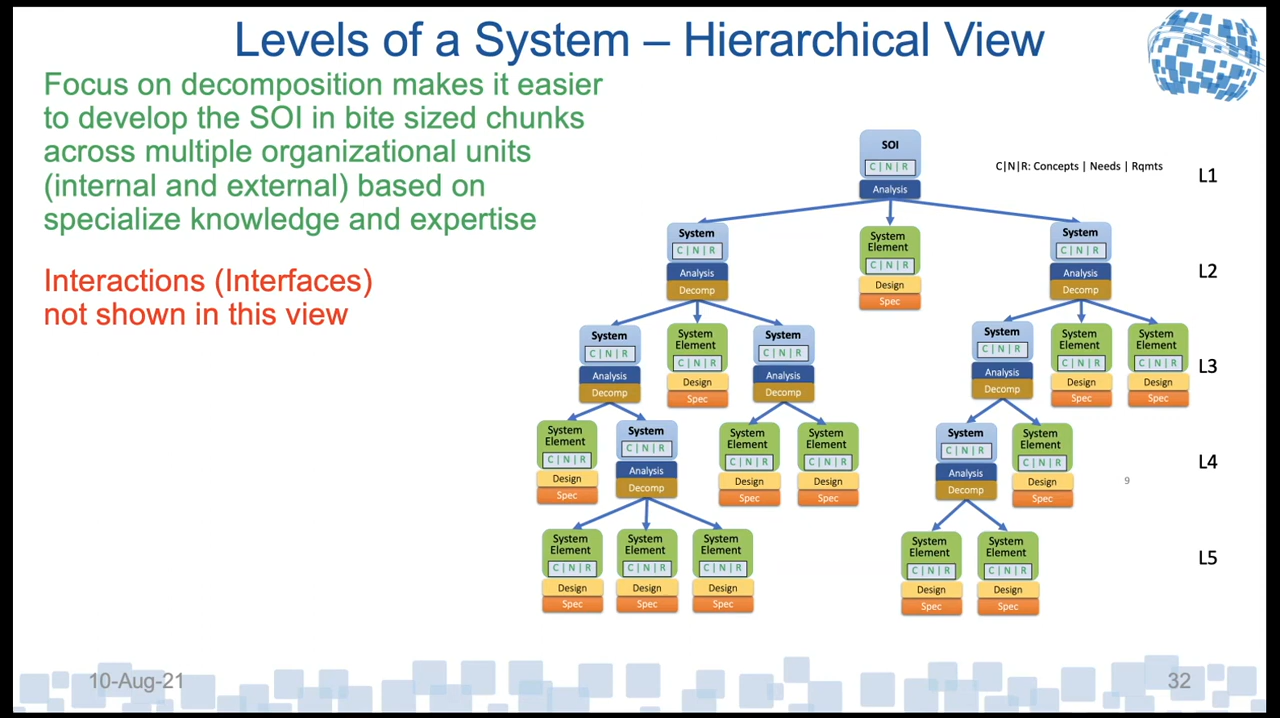 Levels of a System – Hierarchical View
Focus on decomposition makes it easier
to develop the SOI in bite sized chunks
across multiple organizational units
(internal and external) based on
specialize knowledge and expertise
Interactions (Interfaces)
not shown in this view
SOI
C | N | R
Analysis
C|N|R: Concepts | Needs | Rqmts
L1
System
C | N | R
Analysis
Decomp
System
Element
C | N | R
Design
Spec
System
C | N | R
Analysis
Decomp
L2
System
C | N | R
Analysis
Decomp
System
Element
C | N | R
Design
Spec
System
C | N | R
Analysis
Decomp
System
C | N | R
Analysis
Decomp
System
Element
C | N | R
Design
Spec
System
Element
C | N | R
Design
Spec
L3
System
Element
C | N | R
Design
Spec
System
C | N | R
Analysis
Decomp
System
Element
C | N | R
Design
Spec
System
Element
C | N | R
Design
Spec
System
C | N | R
Analysis
Decomp
System
Element
C | N | R
Design
Spec
9
L4
System
Element
C | N | R
Design
Spec
System
Element
C | N | R
Design
Spec
System
Element
C | N | R
Design
Spec
System
Element
C | N | R
Design
Spec
System
Element
C | N | R
Design
Spec
L5
10-Aug-21
32